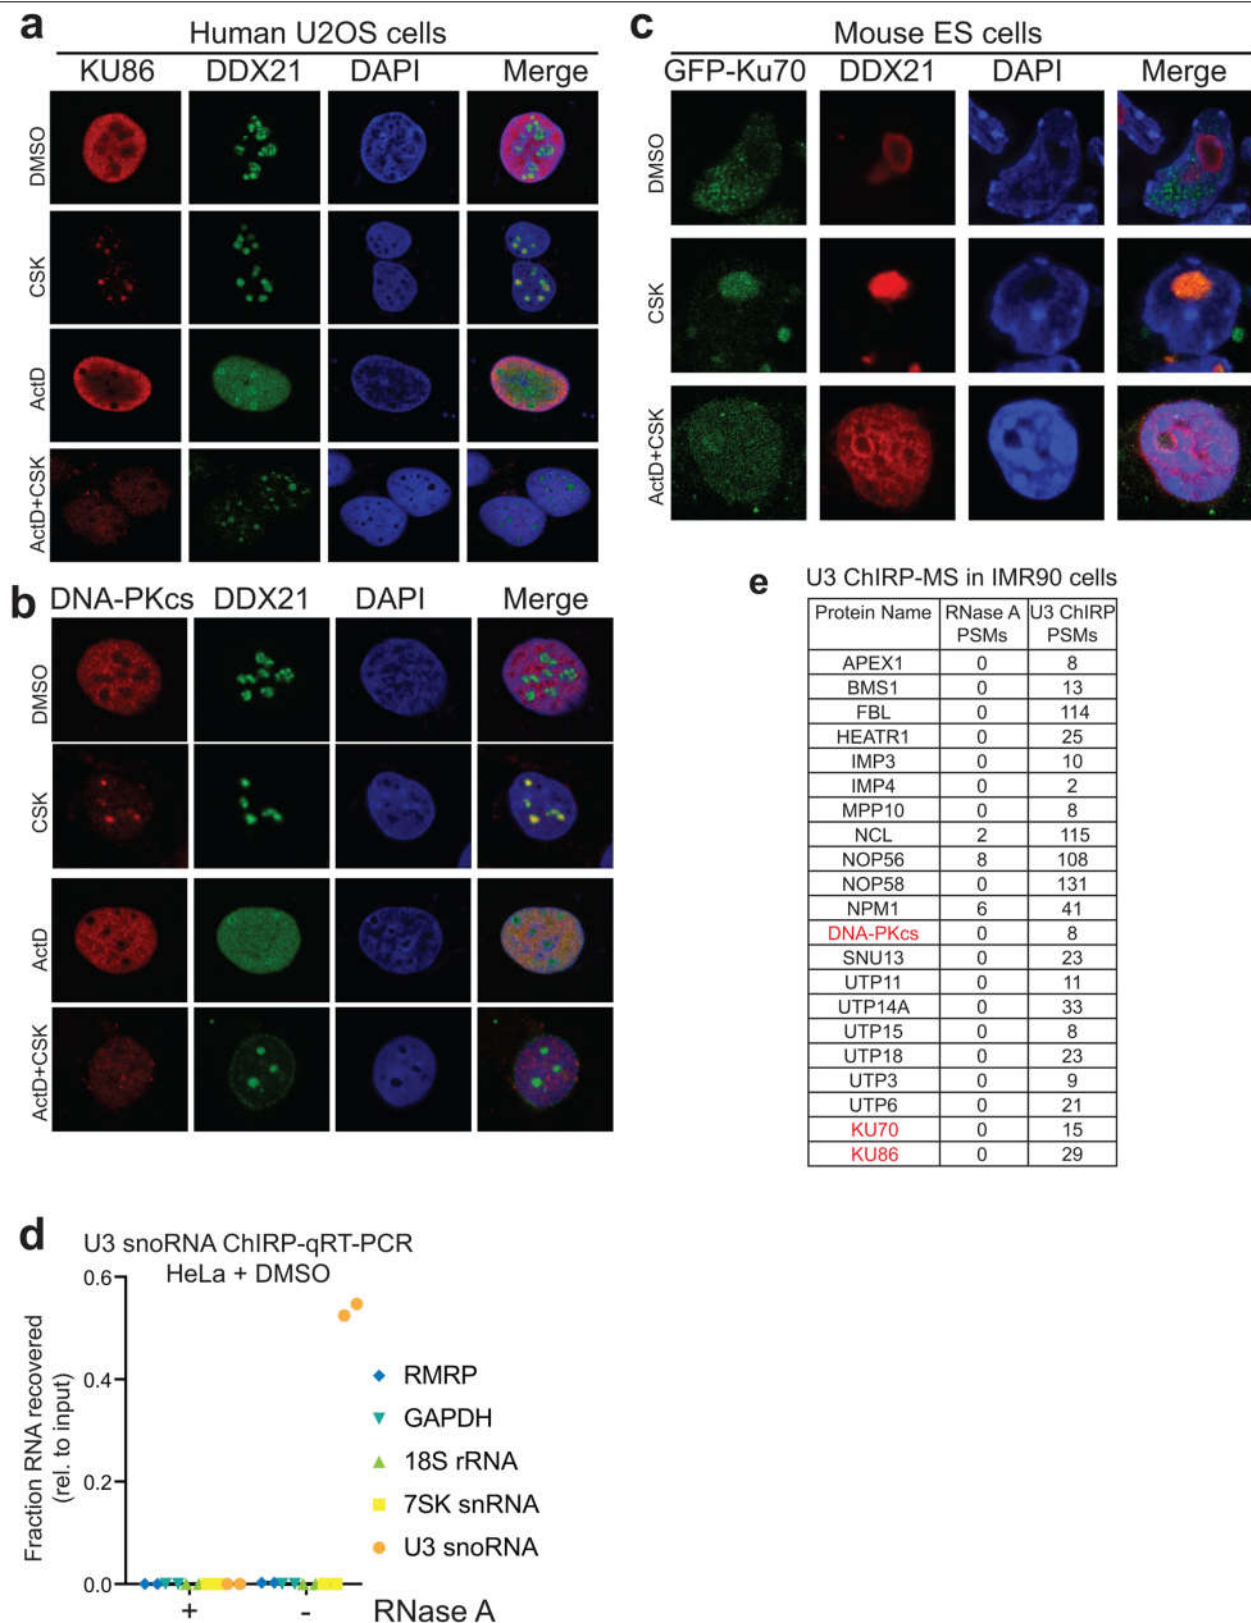 a
Human U2OS cells
KU86 DDX21 DAPI Merge
DMSO
CSK
ActD
ActD+CSK
b
DNA-PKcs DDX21 DAPI Merge
DMSO
CSK
ActD
ActD+CSK
c
Mouse ES cells
GFP-Ku70 DDX21 DAPI Merge
DMSO
CSK
ActD+CSK
e
U3 ChIRP-MS in IMR90 cells
Protein Name RNase A PSMs U3 ChIRP PSMs
APEX1 0 8
BMS1 0 13
FBL 0 114
HEATR1 0 25
IMP3 0 10
IMP4 0 2
MPP10 0 8
NCL 2 115
NOP56 8 108
NOP58 0 131
NPM1 6 41
DNA-PKcs 0 8
SNU13 0 23
UTP11 0 11
UTP14A 0 33
UTP15 0 8
UTP18 0 23
UTP3 0 9
UTP6 0 21
KU70 0 15
KU86 0 29
d
U3 snoRNA ChIRP-qRT-PCR
HeLa + DMSO
Fraction RNA recovered
(rel. to input)
0.6
0.4
0.2
0.0
RMRP
GAPDH
18S rRNA
7SK snRNA
U3 snoRNA
+ - RNase A